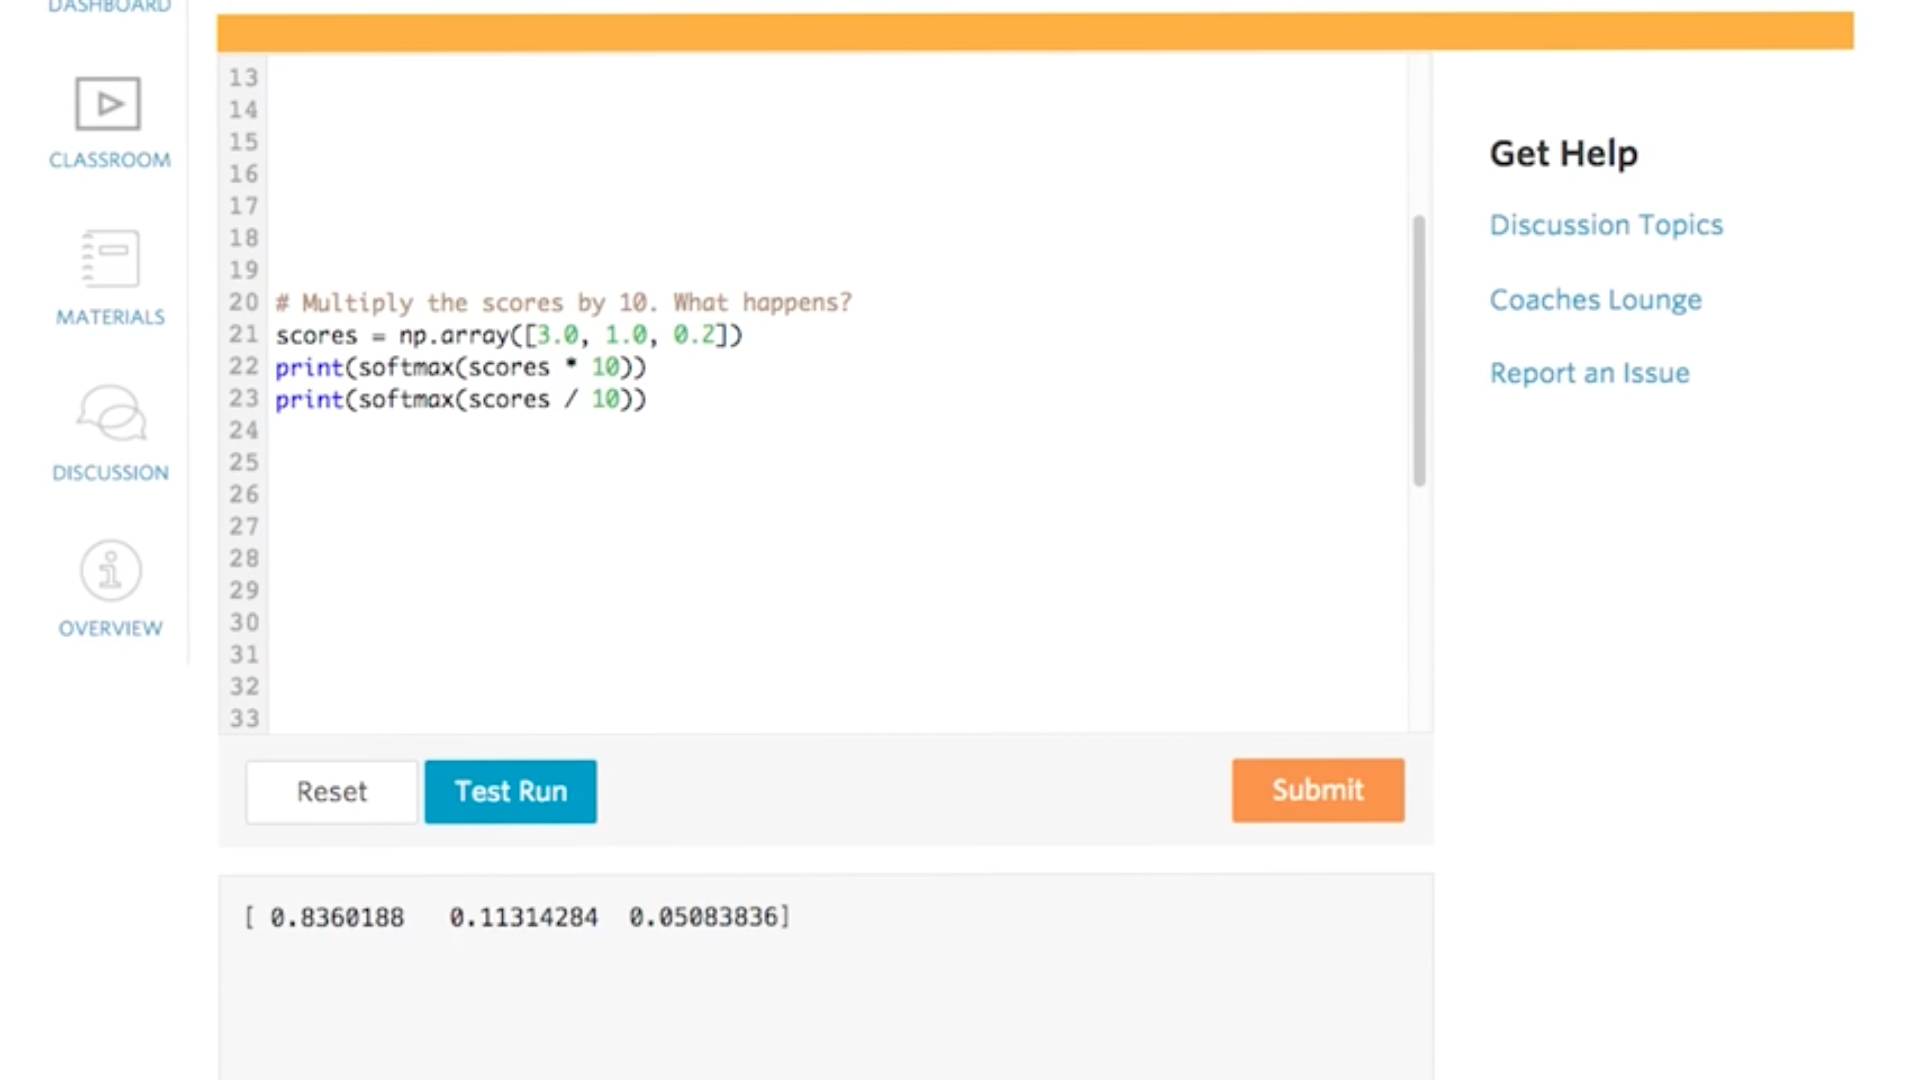 DASHBOARD
CLASSROOM
MATERIALS
DISCUSSION
OVERVIEW
13
14
15
16
17
18
19
20 # Multiply the scores by 10. What happens?
21 scores = np.array([3.0, 1.0, 0.2])
22 print(softmax(scores * 10))
23 print(softmax(scores / 10))
24
25
26
27
28
29
30
31
32
33
Reset
Test Run
Submit
[ 0.8360188   0.11314284  0.05083836]
Get Help
Discussion Topics
Coaches Lounge
Report an Issue